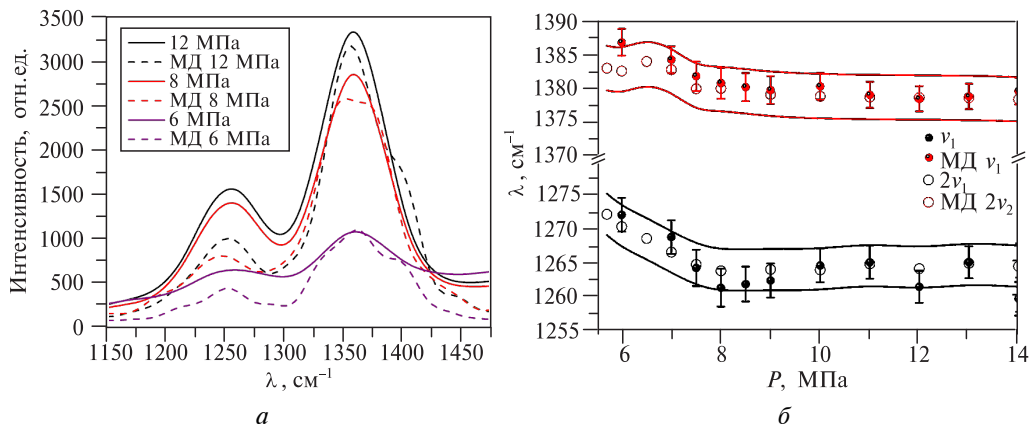 а
3500
3000
2500
2000
1500
1000
500
0
Интенсивность, отн.ед.
12 МПа
МД 12 МПа
8 МПа
МД 8 МПа
6 МПа
МД 6 МПа
1150 1200 1250 1300 1350 1400 1450
λ, см⁻¹
а
б
1390
1385
1380
1375
1370
1275
1270
1265
1260
1255
λ, см⁻¹
ν₁
МД ν₁
2ν₁
МД 2ν₂
6 8 10 12 14
P, МПа
б